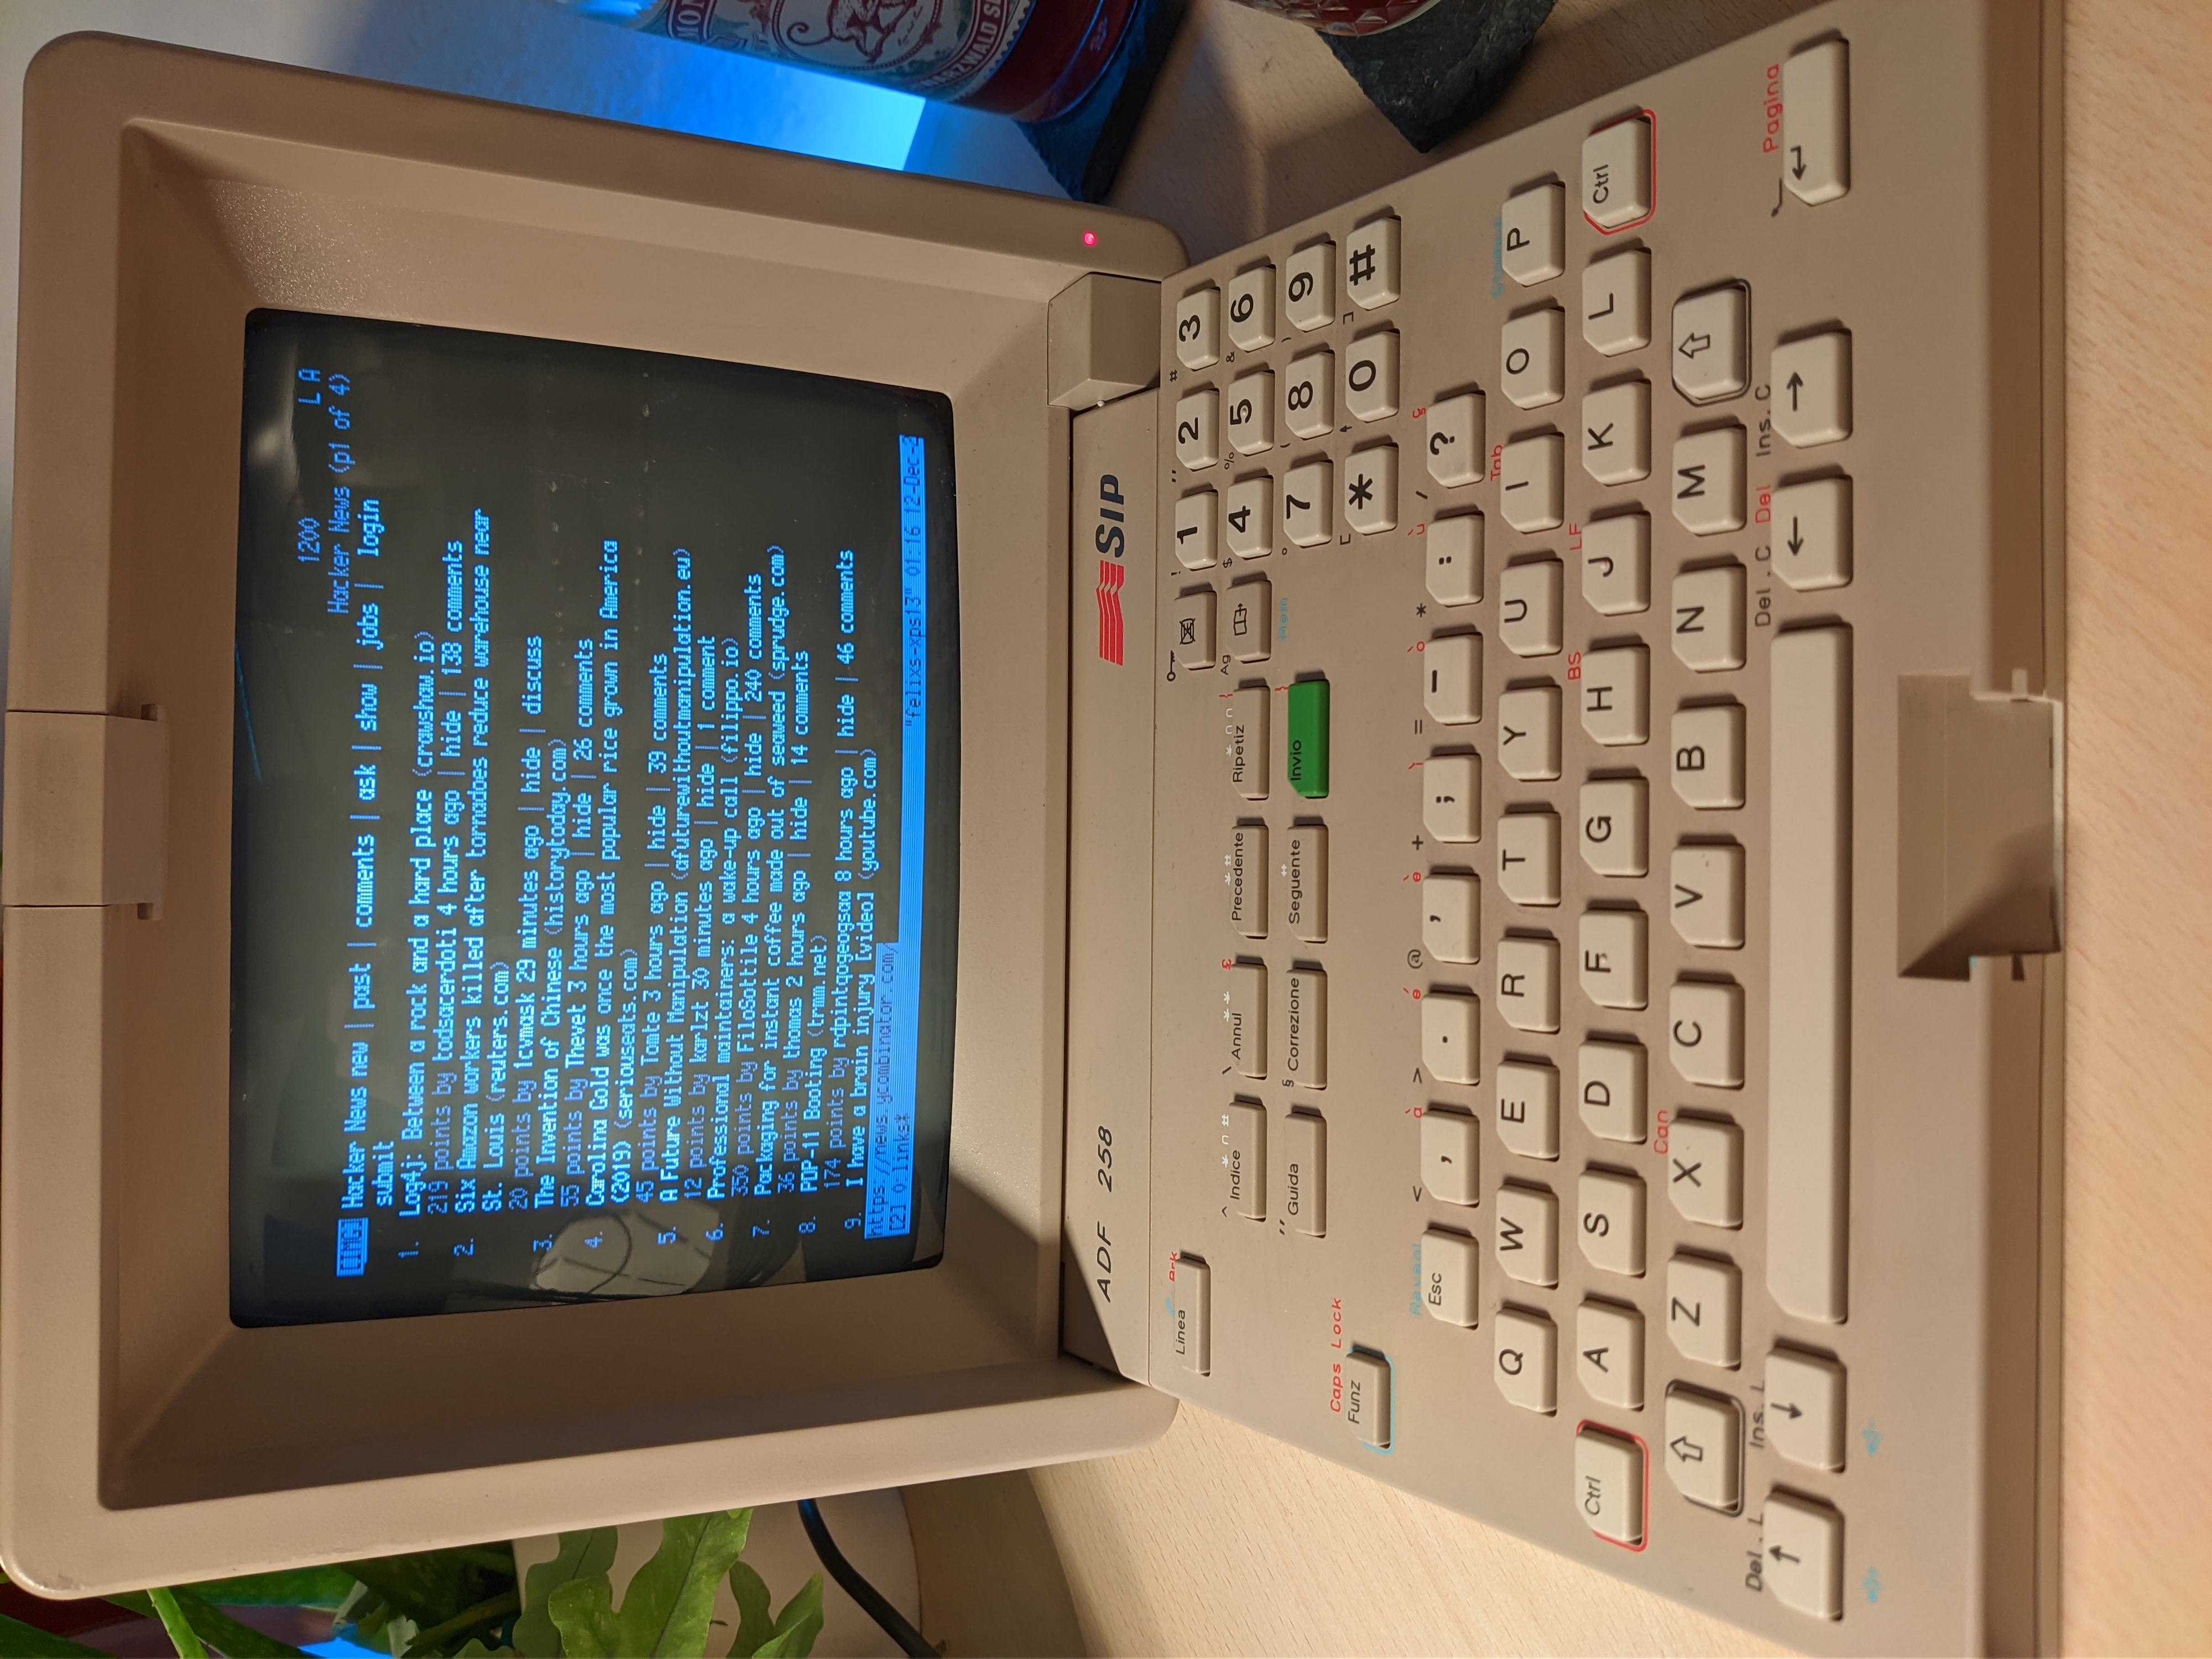 1200 L A
Hacker News (p1 of 4)
[IMG] Hacker News new | past | comments | ask | show | jobs | login
submit
1. Log4j: Between a rock and a hard place (crawshaw.io)
219 points by todsacerdoti 4 hours ago | hide | 138 comments
2. Six Amazon workers killed after tornadoes reduce warehouse near
St. Louis (reuters.com)
20 points by 1cvmask 29 minutes ago | hide | discuss
3. The Invention of Chinese (historytoday.com)
55 points by Thevet 3 hours ago | hide | 26 comments
4. Carolina Gold was once the most popular rice grown in America
(2019) (seriouseats.com)
45 points by Tomte 3 hours ago | hide | 39 comments
5. A Future Without Manipulation (afuturewithoutmanipulation.eu)
12 points by karlzt 30 minutes ago | hide | 1 comment
6. Professional maintainers: a wake-up call (filippo.io)
350 points by FiloSottile 4 hours ago | hide | 240 comments
7. Packaging for instant coffee made out of seaweed (sprudge.com)
36 points by thomas 2 hours ago | hide | 14 comments
8. PDP-11 Booting (trmm.net)
174 points by rdpintqogeogsaa 8 hours ago | hide | 46 comments
9. I have a brain injury [video] (youtube.com)
https://news.ycombinator.com/
[2] 0:links* "felixs-xps13" 01:16 12-Dec-2
ADF 258 SIP
Brk
Linea ! 1 " 2 # 3
^ * ∩ # \ * * £ * # * ∩ ∩ {
Indice Annul Precedente Ripetiz Ag $ 4 % 5 & 6
" § # } Mem
Guida Correzione Seguente Invio ° 7 ( 8 ) 9
Caps Lock
Funz [ * ↑ 0 ] #
Reveal < à > é @ è + ì = ò * ù / §
Esc , . ' ; - : ?
Tab
Q W E R T Y U I O P
BS LF
Ctrl A S D F G H J K L Ctrl
Can
⇧ Z X C V B N M ⇧
Del. L Ins. L Del. C Del Ins. C Pagina
↑ ↓ ← → ↵